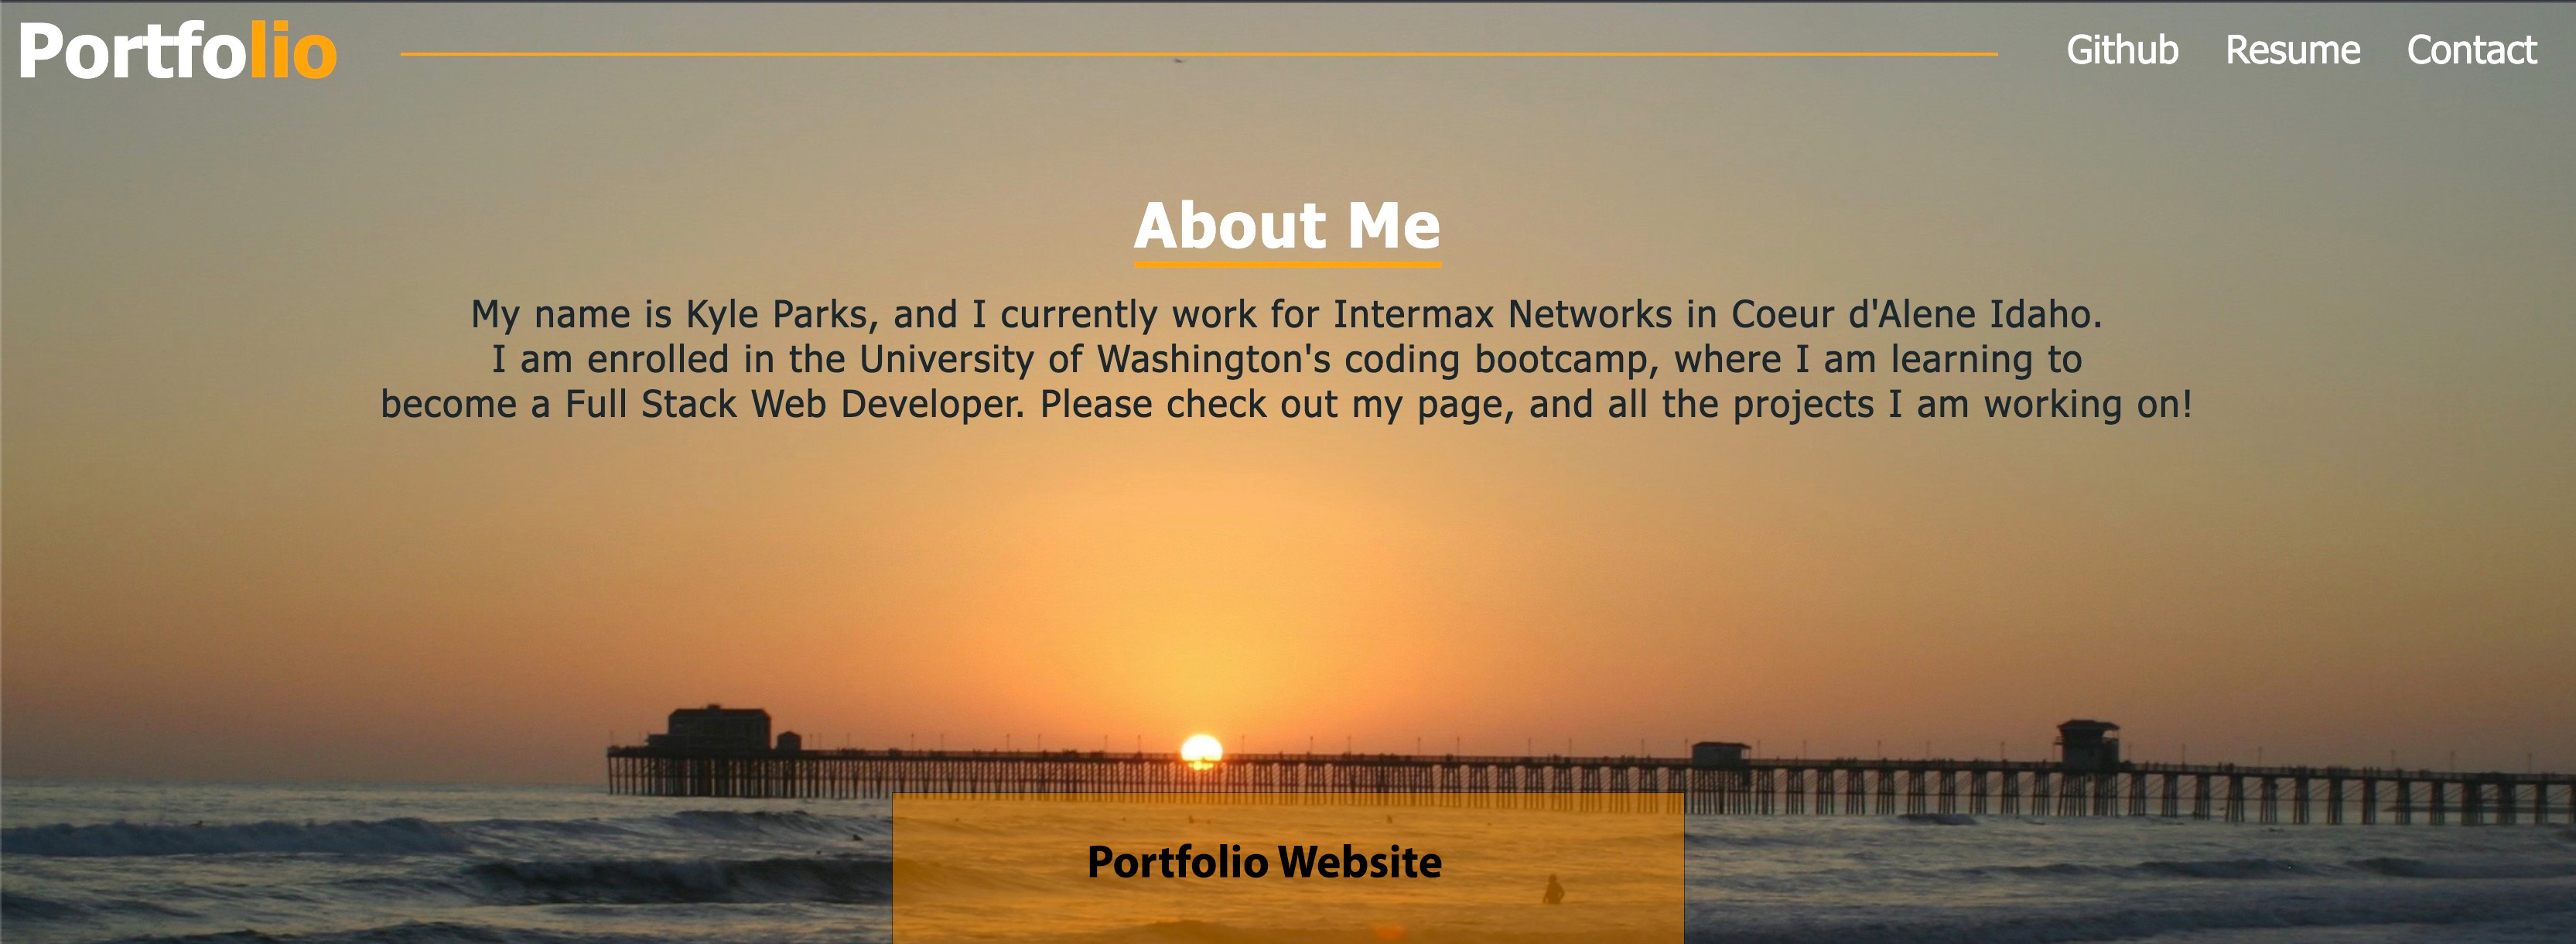 Portfolio
Github Resume Contact
About Me
My name is Kyle Parks, and I currently work for Intermax Networks in Coeur d'Alene Idaho.
I am enrolled in the University of Washington's coding bootcamp, where I am learning to
become a Full Stack Web Developer. Please check out my page, and all the projects I am working on!
Portfolio Website